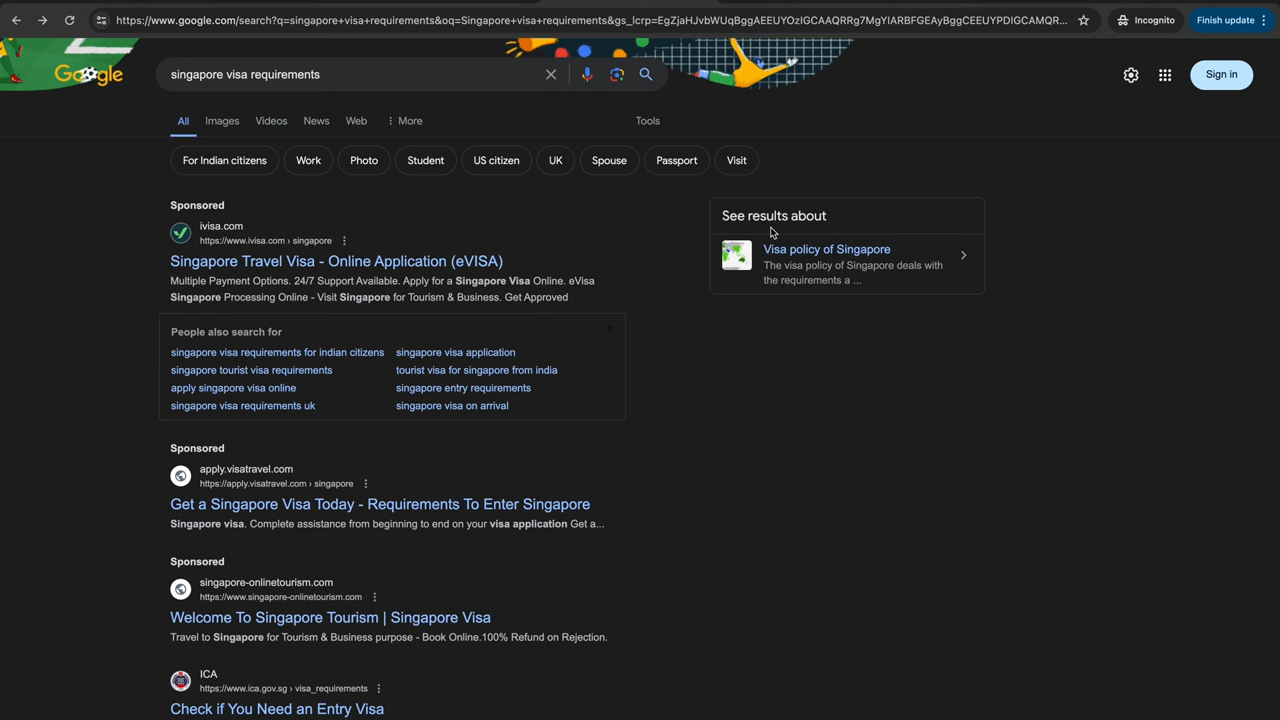 https://www.google.com/search?q=singapore+visa+requirements&oq=Singapore+visa+requirements&gs_lcrp=EgZjaHJvbWUqBggAEEUYOzIGCAAQRRg7MgYIARBFGEAyBggCEEUYPDIGCAMQR...
Incognito
Finish update
Google
singapore visa requirements
Sign in
All
Images
Videos
News
Web
More
Tools
For Indian citizens
Work
Photo
Student
US citizen
UK
Spouse
Passport
Visit
Sponsored
ivisa.com
https://www.ivisa.com › singapore
Singapore Travel Visa - Online Application (eVISA)
Multiple Payment Options. 24/7 Support Available. Apply for a Singapore Visa Online. eVisa
Singapore Processing Online - Visit Singapore for Tourism & Business. Get Approved
People also search for
singapore visa requirements for indian citizens
singapore visa application
singapore tourist visa requirements
tourist visa for singapore from india
apply singapore visa online
singapore entry requirements
singapore visa requirements uk
singapore visa on arrival
Sponsored
apply.visatravel.com
https://apply.visatravel.com › singapore
Get a Singapore Visa Today - Requirements To Enter Singapore
Singapore visa. Complete assistance from beginning to end on your visa application Get a...
Sponsored
singapore-onlinetourism.com
https://www.singapore-onlinetourism.com
Welcome To Singapore Tourism | Singapore Visa
Travel to Singapore for Tourism & Business purpose - Book Online.100% Refund on Rejection.
ICA
https://www.ica.gov.sg › visa_requirements
Check if You Need an Entry Visa
See results about
Visa policy of Singapore
The visa policy of Singapore deals with
the requirements a ...